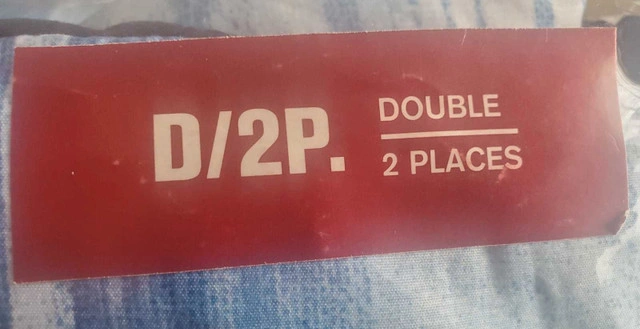 D/2P.
DOUBLE
2 PLACES